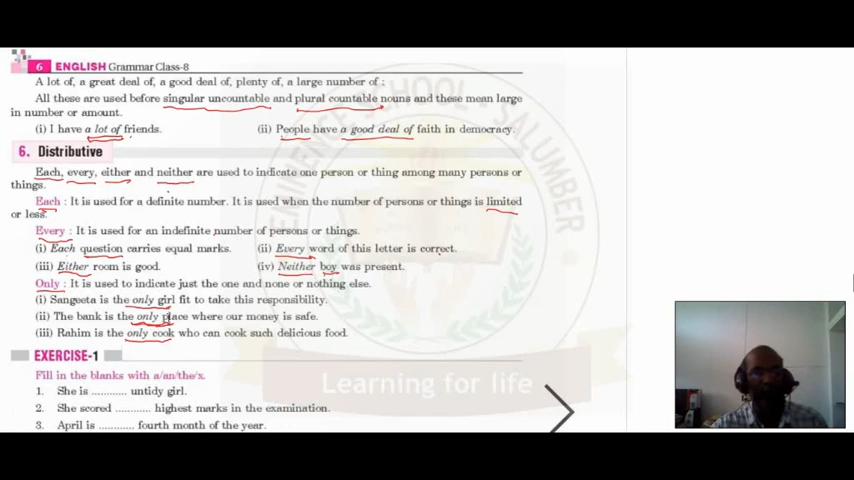 6 ENGLISH Grammar Class-8
A lot of, a great deal of, a good deal of, plenty of, a large number of :
All these are used before singular uncountable and plural countable nouns and these mean large
in number or amount.
(i) I have a lot of friends. (ii) People have a good deal of faith in democracy.
6. Distributive
Each, every, either and neither are used to indicate one person or thing among many persons or
things.
Each : It is used for a definite number. It is used when the number of persons or things is limited
or less.
Every : It is used for an indefinite number of persons or things.
(i) Each question carries equal marks. (ii) Every word of this letter is correct.
(iii) Either room is good. (iv) Neither boy was present.
Only : It is used to indicate just the one and none or nothing else.
(i) Sangeeta is the only girl fit to take this responsibility.
(ii) The bank is the only place where our money is safe.
(iii) Rahim is the only cook who can cook such delicious food.
EXERCISE-1
Fill in the blanks with a/an/the/x.
1. She is ........... untidy girl.
2. She scored ........... highest marks in the examination.
3. April is ........... fourth month of the year.
EMINENCE SCHOOL - SALUMBER
Learning for life